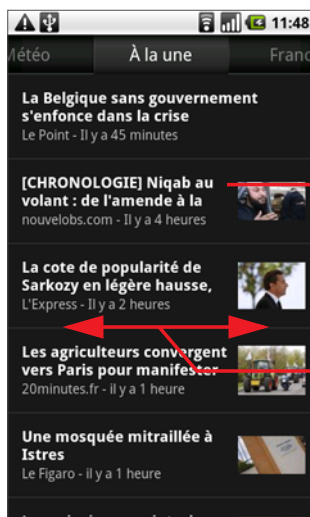 11:48
Météo À la une Franc
La Belgique sans gouvernement
s'enfonce dans la crise
Le Point - Il y a 45 minutes
[CHRONOLOGIE] Niqab au
volant : de l'amende à la
nouvelobs.com - Il y a 4 heures
La cote de popularité de
Sarkozy en légère hausse,
L'Express - Il y a 2 heures
Les agriculteurs convergent
vers Paris pour manifester
20minutes.fr - il y a 1 heure
Une mosquée mitraillée à
Istres
Le Figaro - il y a 1 heure